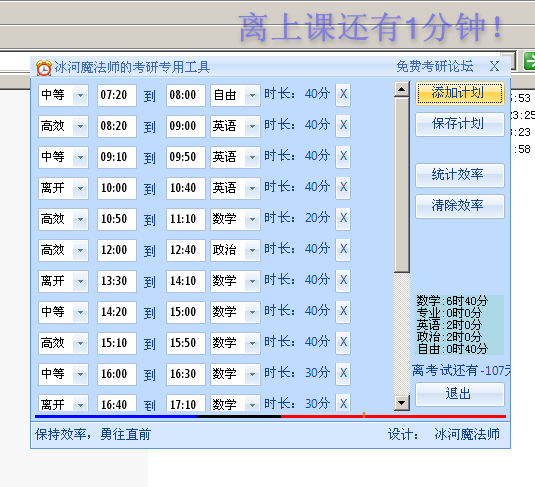 离上课还有1分钟！
冰河魔法师的考研专用工具 免费考研论坛 X
中等 07:20 到 08:00 自由 时长：40分 X 添加计划
:53
高效 08:20 到 09:00 英语 时长：40分 X 保存计划
23:25
:23
中等 09:10 到 09:50 英语 时长：40分 X
:58
离开 10:00 到 10:40 英语 时长：40分 X 统计效率
高效 10:50 到 11:10 数学 时长：20分 X 清除效率
高效 12:00 到 12:40 政治 时长：40分 X
离开 13:30 到 14:10 数学 时长：40分 X
中等 14:20 到 15:00 数学 时长：40分 X
高效 15:10 到 15:50 数学 时长：40分 X
中等 16:00 到 16:30 数学 时长：30分 X
离开 16:40 到 17:10 数学 时长：30分 X
数学:6时40分
专业:0时0分
英语:2时0分
政治:2时0分
自由:0时40分
离考试还有-107天
退出
保持效率，勇往直前 设计： 冰河魔法师